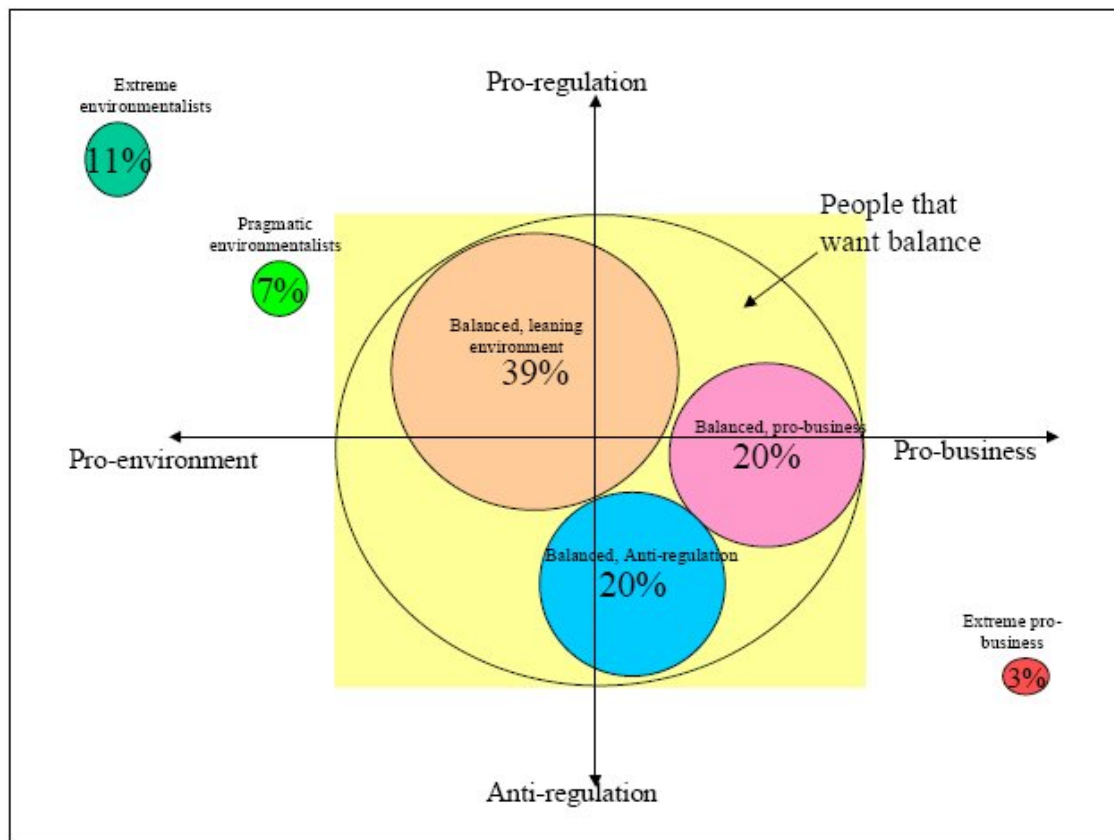 Pro-regulation
Extreme
environmentalists
11%
Pragmatic
environmentalists
7%
People that
want balance
Balanced, leaning
environment
39%
Balanced, pro-business
20%
Pro-environment
Pro-business
Balanced, Anti-regulation
20%
Extreme pro-
business
3%
Anti-regulation